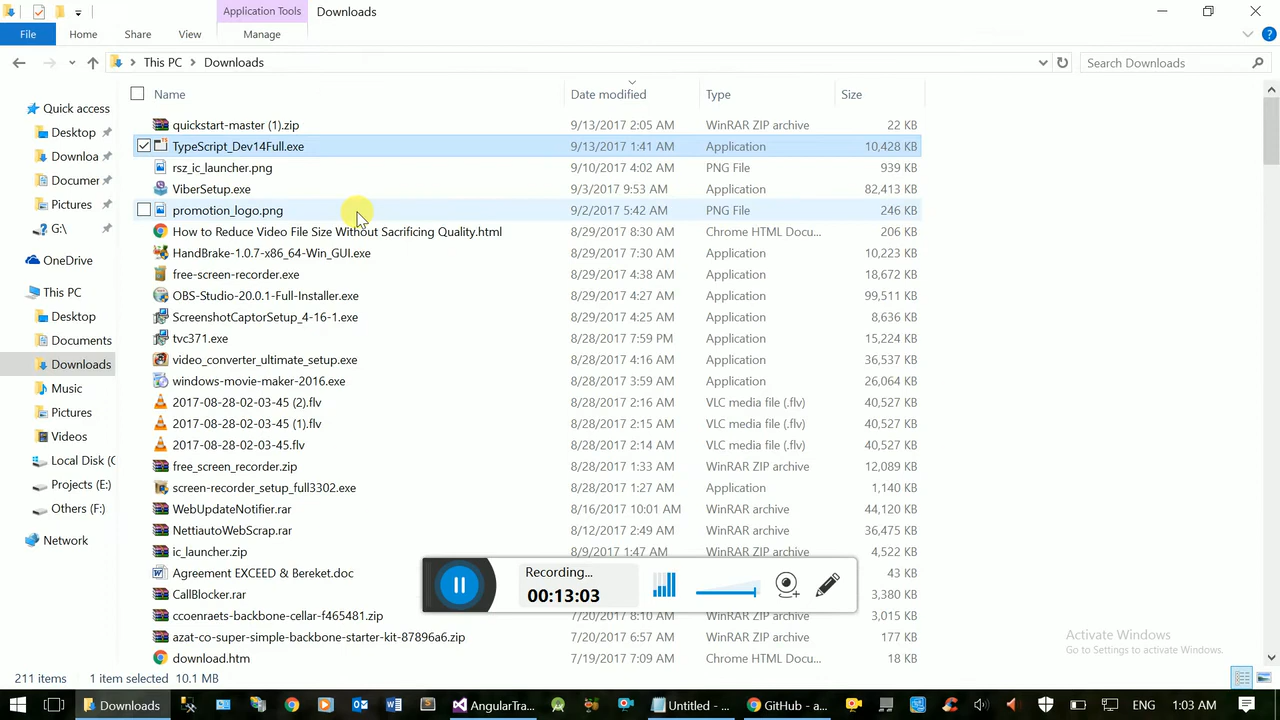 Application Tools
Downloads
File
Home
Share
View
Manage
This PC
Downloads
Search Downloads
Quick access
Desktop
Downloa
Documer
Pictures
G:\
OneDrive
This PC
Desktop
Documents
Downloads
Music
Pictures
Videos
Local Disk (C
Projects (E:)
Others (F:)
Network
Name Date modified Type Size
quickstart-master (1).zip 9/13/2017 2:05 AM WinRAR ZIP archive 22 KB
TypeScript_Dev14Full.exe 9/13/2017 1:41 AM Application 10,428 KB
rsz_ic_launcher.png 9/10/2017 4:02 AM PNG File 939 KB
ViberSetup.exe 9/3/2017 9:53 AM Application 82,413 KB
promotion_logo.png 9/2/2017 5:42 AM PNG File 246 KB
How to Reduce Video File Size Without Sacrificing Quality.html 8/29/2017 8:30 AM Chrome HTML Docu... 206 KB
HandBrake-1.0.7-x86_64-Win_GUI.exe 8/29/2017 7:30 AM Application 10,223 KB
free-screen-recorder.exe 8/29/2017 4:38 AM Application 18,672 KB
OBS-Studio-20.0.1-Full-Installer.exe 8/29/2017 4:27 AM Application 99,511 KB
ScreenshotCaptorSetup_4-16-1.exe 8/29/2017 4:25 AM Application 8,636 KB
tvc371.exe 8/28/2017 7:59 PM Application 15,224 KB
video_converter_ultimate_setup.exe 8/28/2017 4:16 AM Application 36,537 KB
windows-movie-maker-2016.exe 8/28/2017 3:59 AM Application 26,064 KB
2017-08-28-02-03-45 (2).flv 8/28/2017 2:16 AM VLC media file (.flv) 40,527 KB
2017-08-28-02-03-45 (1).flv 8/28/2017 2:15 AM VLC media file (.flv) 40,527 KB
2017-08-28-02-03-45.flv 8/28/2017 2:14 AM VLC media file (.flv) 40,527 KB
free_screen_recorder.zip 8/28/2017 1:33 AM WinRAR ZIP archive 12,089 KB
screen-recorder_setup_full3302.exe 8/28/2017 1:27 AM Application 1,140 KB
WebUpdateNotifier.rar 8/16/2017 10:01 AM WinRAR archive 44,120 KB
NettiautoWebScrap.rar 8/12/2017 2:49 AM WinRAR archive 36,475 KB
ic_launcher.zip 8/9/2017 1:47 AM WinRAR ZIP archive 4,522 KB
Agreement EXCEED & Bereket.doc 43 KB
CallBlocker.rar 3,380 KB
ccoenraets-backbone-cellar-f465481.zip 7/20/2017 8:10 AM WinRAR ZIP archive 3,015 KB
azat-co-super-simple-backbone-starter-kit-87896a6.zip 7/20/2017 6:57 AM WinRAR ZIP archive 177 KB
download.htm 7/19/2017 7:09 AM Chrome HTML Docu... 18 KB
Recording...
00:13:03
Activate Windows
Go to Settings to activate Windows.
211 items 1 item selected 10.1 MB
Downloads
AngularTra...
Untitled - ...
GitHub - a...
ENG
1:03 AM